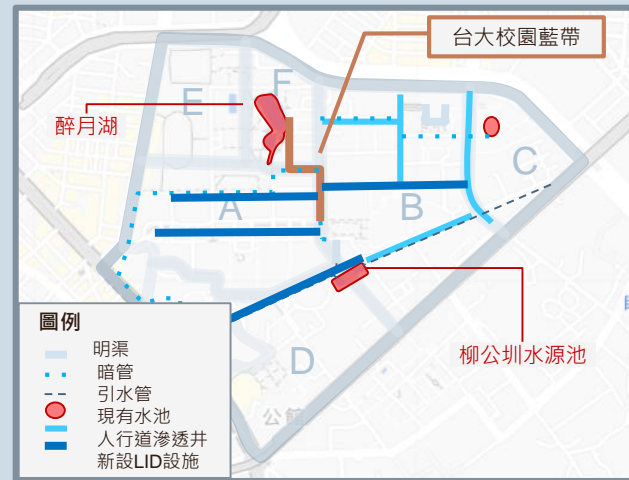 台大校園藍帶
F
E
醉月湖
C
A
B
柳公圳水源池
D
公館
圖例
明渠
暗管
引水管
現有水池
人行道滲透井
新設LID設施